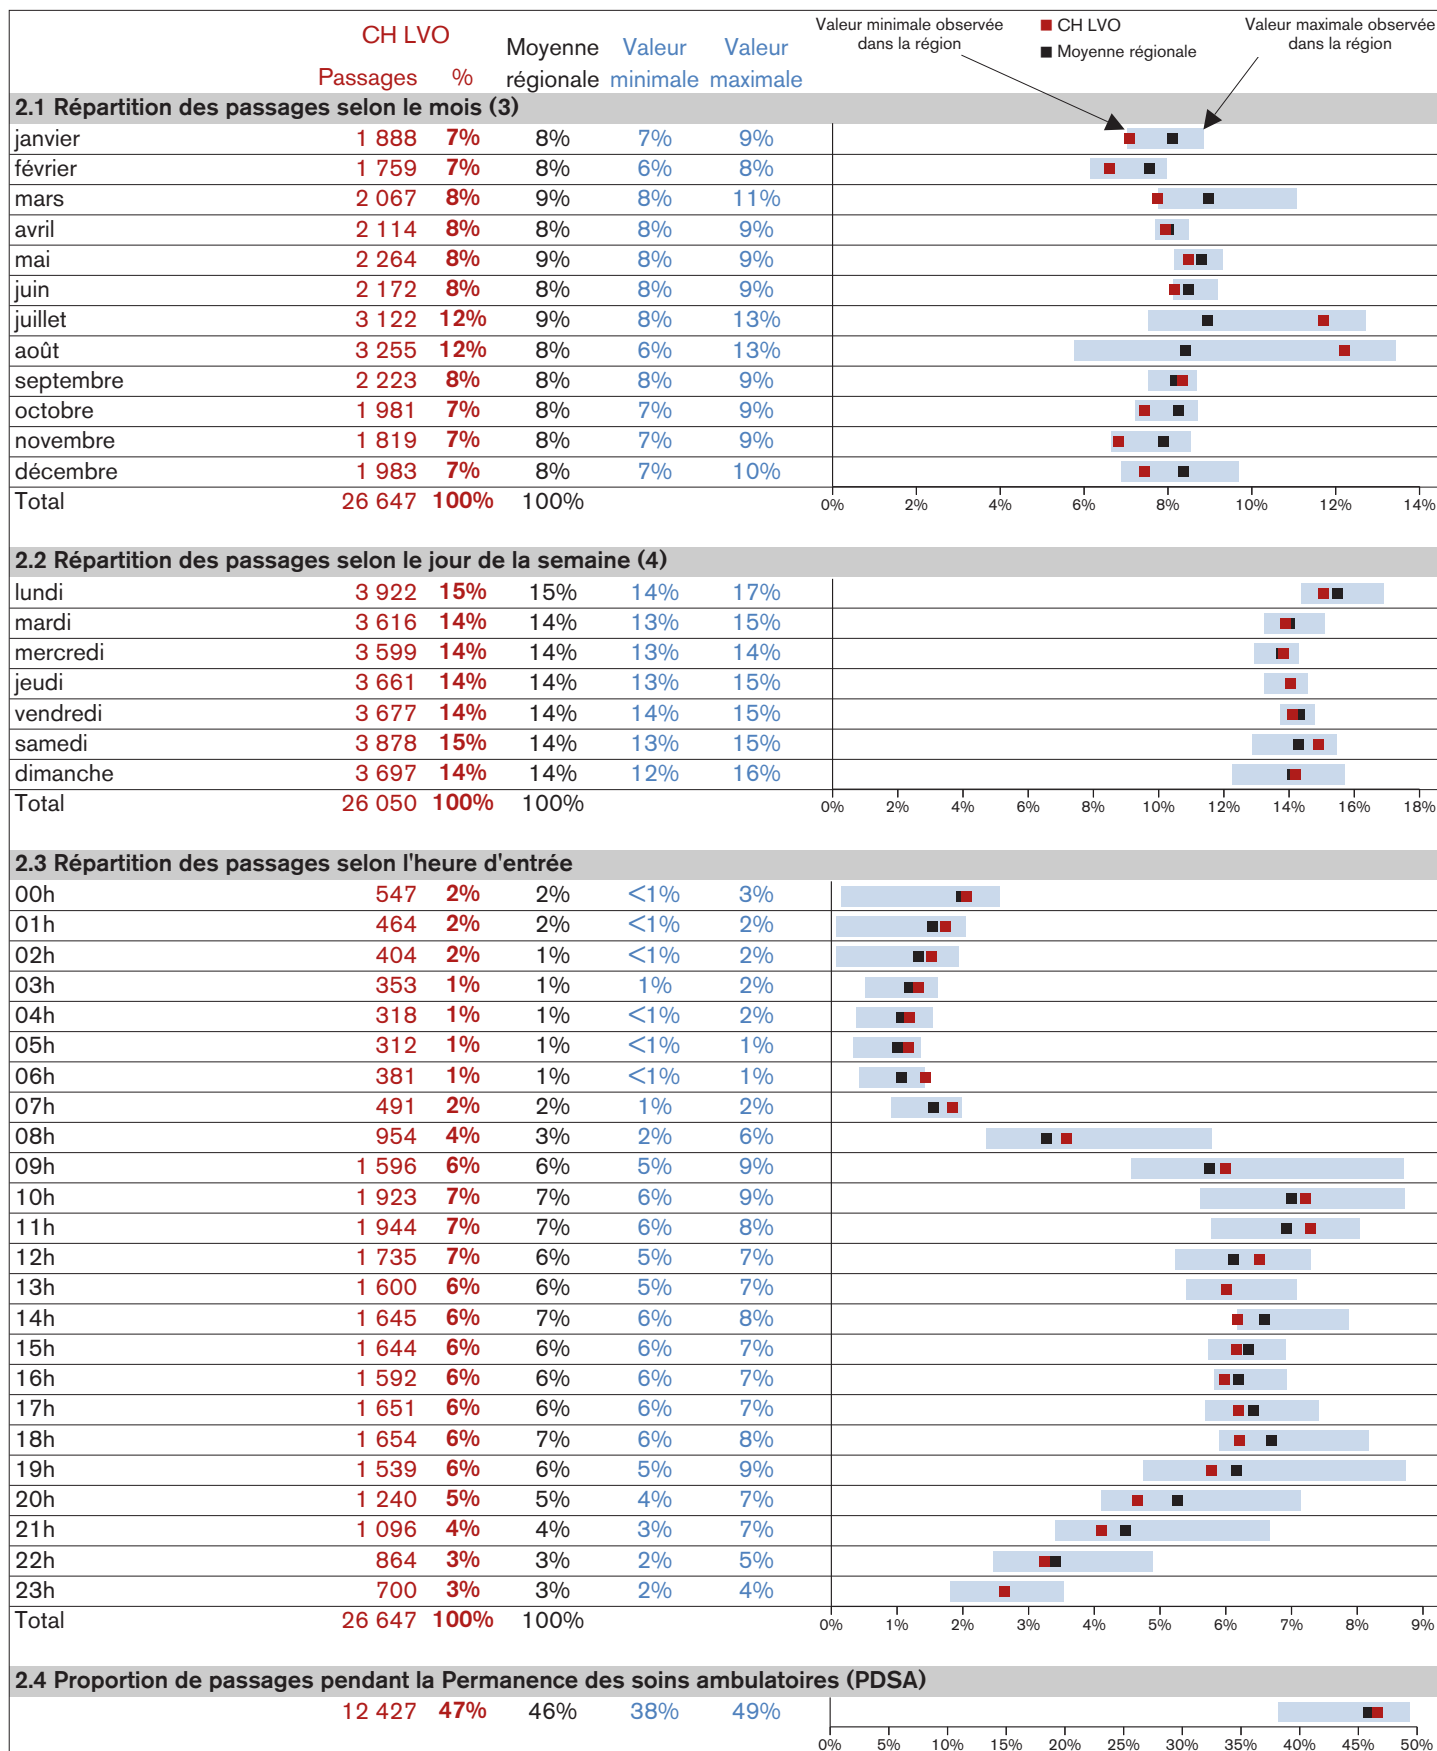 CH LVO
Passages % Moyenne régionale Valeur minimale Valeur maximale
Valeur minimale observée dans la région
■ CH LVO
■ Moyenne régionale
Valeur maximale observée dans la région
2.1 Répartition des passages selon le mois (3)
janvier 1 888 7% 8% 7% 9%
février 1 759 7% 8% 6% 8%
mars 2 067 8% 9% 8% 11%
avril 2 114 8% 8% 8% 9%
mai 2 264 8% 9% 8% 9%
juin 2 172 8% 8% 8% 9%
juillet 3 122 12% 9% 8% 13%
août 3 255 12% 8% 6% 13%
septembre 2 223 8% 8% 8% 9%
octobre 1 981 7% 8% 7% 9%
novembre 1 819 7% 8% 7% 9%
décembre 1 983 7% 8% 7% 10%
Total 26 647 100% 100%
0% 2% 4% 6% 8% 10% 12% 14%
2.2 Répartition des passages selon le jour de la semaine (4)
lundi 3 922 15% 15% 14% 17%
mardi 3 616 14% 14% 13% 15%
mercredi 3 599 14% 14% 13% 14%
jeudi 3 661 14% 14% 13% 15%
vendredi 3 677 14% 14% 14% 15%
samedi 3 878 15% 14% 13% 15%
dimanche 3 697 14% 14% 12% 16%
Total 26 050 100% 100%
0% 2% 4% 6% 8% 10% 12% 14% 16% 18%
2.3 Répartition des passages selon l'heure d'entrée
00h 547 2% 2% <1% 3%
01h 464 2% 2% <1% 2%
02h 404 2% 1% <1% 2%
03h 353 1% 1% 1% 2%
04h 318 1% 1% <1% 2%
05h 312 1% 1% <1% 1%
06h 381 1% 1% <1% 1%
07h 491 2% 2% 1% 2%
08h 954 4% 3% 2% 6%
09h 1 596 6% 6% 5% 9%
10h 1 923 7% 7% 6% 9%
11h 1 944 7% 7% 6% 8%
12h 1 735 7% 6% 5% 7%
13h 1 600 6% 6% 5% 7%
14h 1 645 6% 7% 6% 8%
15h 1 644 6% 6% 6% 7%
16h 1 592 6% 6% 6% 7%
17h 1 651 6% 6% 6% 7%
18h 1 654 6% 7% 6% 8%
19h 1 539 6% 6% 5% 9%
20h 1 240 5% 5% 4% 7%
21h 1 096 4% 4% 3% 7%
22h 864 3% 3% 2% 5%
23h 700 3% 3% 2% 4%
Total 26 647 100% 100%
0% 1% 2% 3% 4% 5% 6% 7% 8% 9%
2.4 Proportion de passages pendant la Permanence des soins ambulatoires (PDSA)
12 427 47% 46% 38% 49%
0% 5% 10% 15% 20% 25% 30% 35% 40% 45% 50%